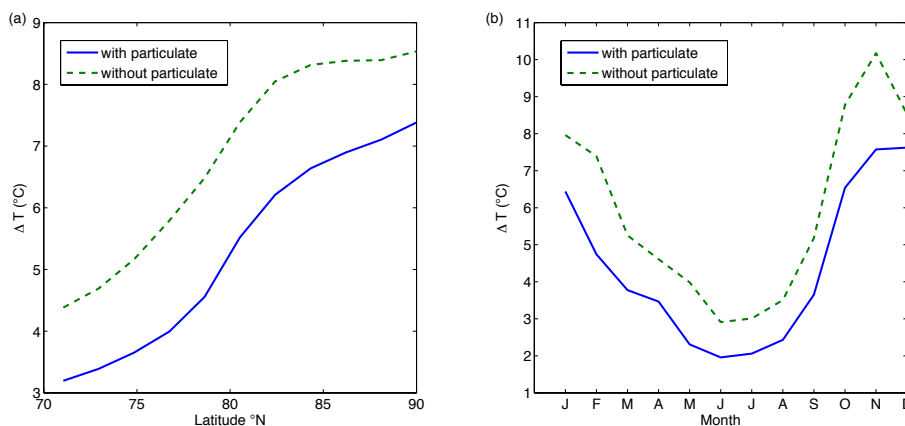 (a)
9
8
7
6
5
4
3
Δ T (°C)
with particulate
without particulate
70 75 80 85 90
Latitude °N
(b)
11
10
9
8
7
6
5
4
3
2
1
Δ T (°C)
with particulate
without particulate
J F M A M J J A S O N D
Month